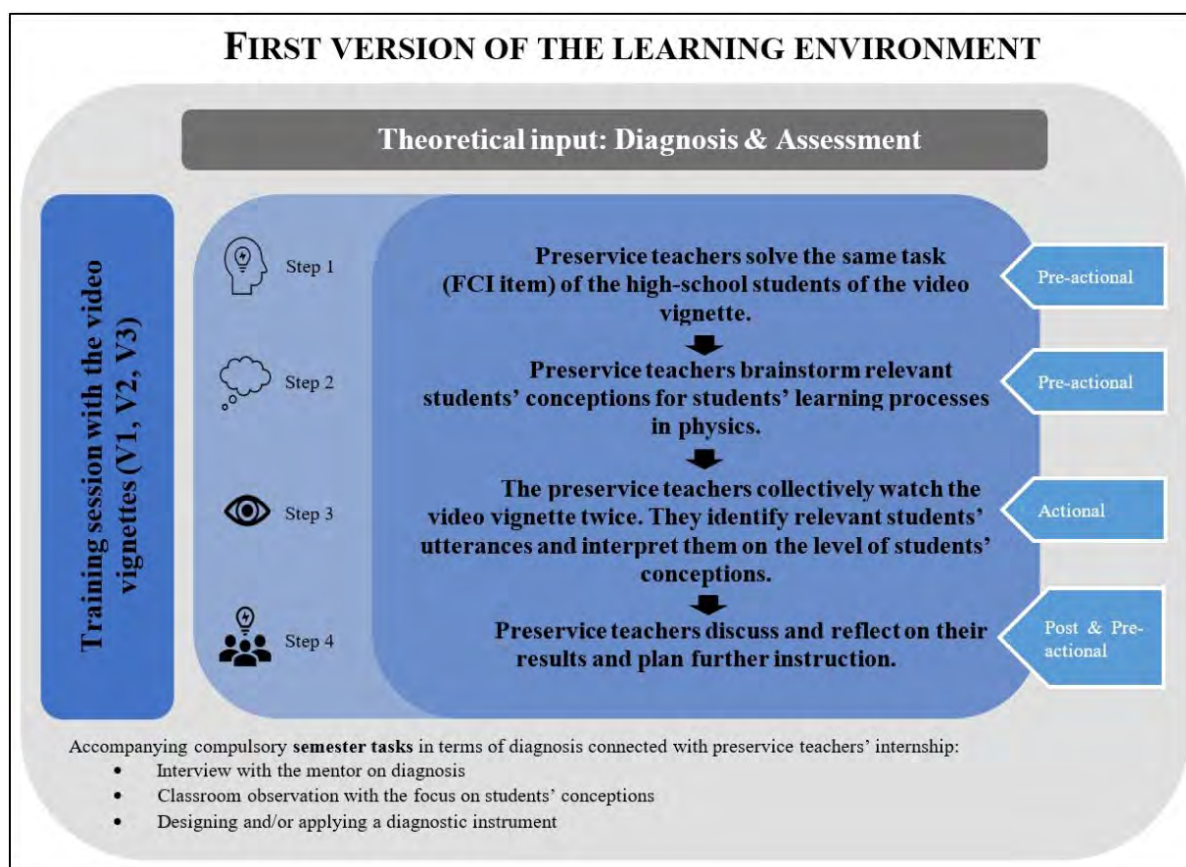 FIRST VERSION OF THE LEARNING ENVIRONMENT
Theoretical input: Diagnosis & Assessment
Training session with the video
vignettes (V1, V2, V3)
Step 1
Preservice teachers solve the same task
(FCI item) of the high-school students of the video
vignette.
Pre-actional
Step 2
Preservice teachers brainstorm relevant
students’ conceptions for students’ learning processes
in physics.
Pre-actional
Step 3
The preservice teachers collectively watch the
video vignette twice. They identify relevant students’
utterances and interpret them on the level of students’
conceptions.
Actional
Step 4
Preservice teachers discuss and reflect on their
results and plan further instruction.
Post & Pre-
actional
Accompanying compulsory semester tasks in terms of diagnosis connected with preservice teachers’ internship:
• Interview with the mentor on diagnosis
• Classroom observation with the focus on students’ conceptions
• Designing and/or applying a diagnostic instrument